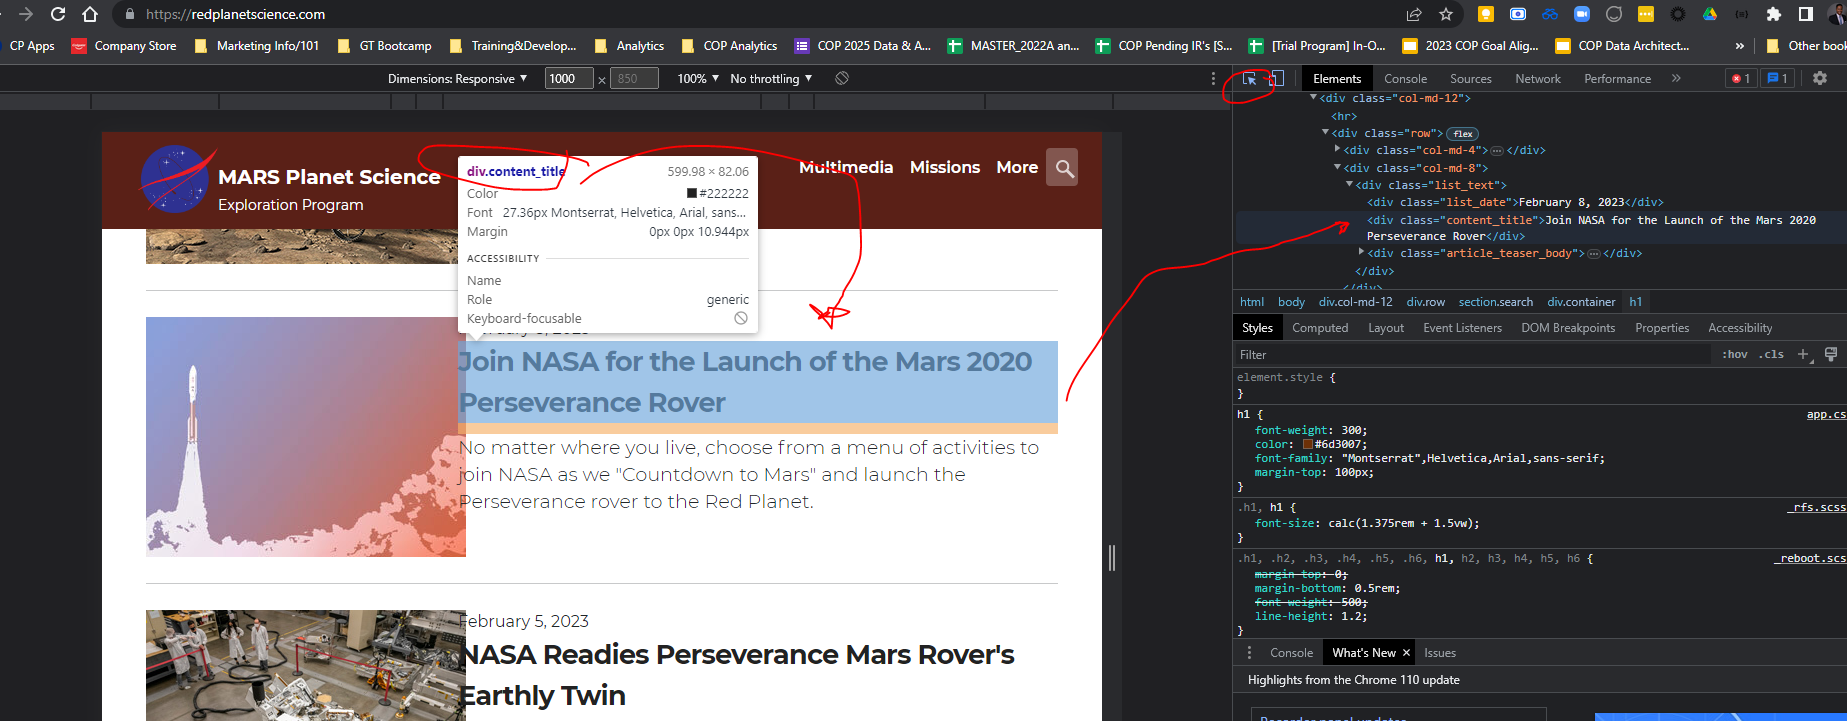 https://redplanetscience.com
CP Apps
Company Store
Marketing Info/101
GT Bootcamp
Training&Develop...
Analytics
COP Analytics
COP 2025 Data & A...
MASTER_2022A an...
COP Pending IR's [S...
[Trial Program] In-O...
2023 COP Goal Alig...
COP Data Architect...
»
Other book
Dimensions: Responsive ▼ 1000 × 850 100% ▼ No throttling ▼
MARS Planet Science
Exploration Program
Multimedia Missions More
div.content_title 599.98 × 82.06
Color #222222
Font 27.36px Montserrat, Helvetica, Arial, sans...
Margin 0px 0px 10.944px
ACCESSIBILITY
Name
Role generic
Keyboard-focusable
Join NASA for the Launch of the Mars 2020
Perseverance Rover
No matter where you live, choose from a menu of activities to
join NASA as we "Countdown to Mars" and launch the
Perseverance rover to the Red Planet.
February 5, 2023
NASA Readies Perseverance Mars Rover's
Earthly Twin
Elements Console Sources Network Performance » 1 1
▼<div class="col-md-12">
<hr>
▼<div class="row"> flex
▶<div class="col-md-4">…</div>
▼<div class="col-md-8">
▼<div class="list_text">
<div class="list_date">February 8, 2023</div>
<div class="content_title">Join NASA for the Launch of the Mars 2020
Perseverance Rover</div>
▶<div class="article_teaser_body">…</div>
</div>
</div>
html body div.col-md-12 div.row section.search div.container h1
Styles Computed Layout Event Listeners DOM Breakpoints Properties Accessibility
Filter :hov .cls +
element.style {
}
h1 { app.cs
font-weight: 300;
color: #6d3007;
font-family: "Montserrat",Helvetica,Arial,sans-serif;
margin-top: 100px;
}
.h1, h1 { _rfs.scss
font-size: calc(1.375rem + 1.5vw);
}
.h1, .h2, .h3, .h4, .h5, .h6, h1, h2, h3, h4, h5, h6 { _reboot.scs
margin-top: 0;
margin-bottom: 0.5rem;
font-weight: 500;
line-height: 1.2;
}
Console What's New × Issues
Highlights from the Chrome 110 update